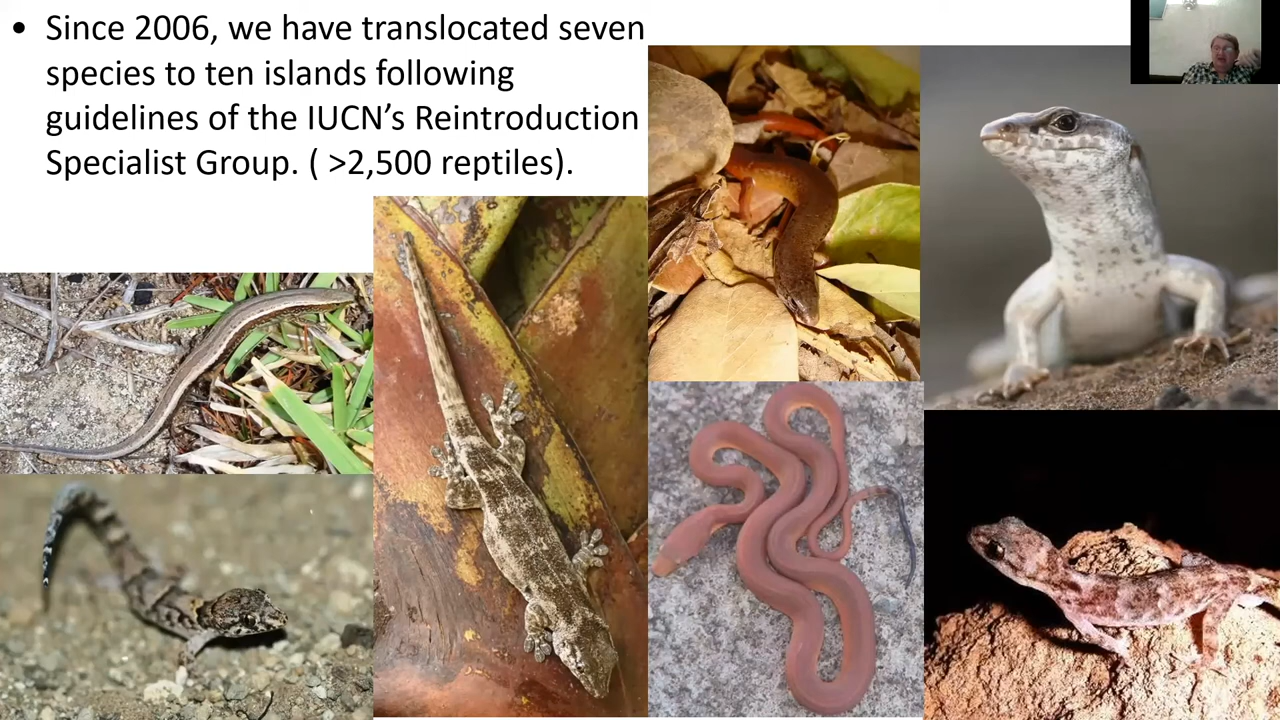 • Since 2006, we have translocated seven
species to ten islands following
guidelines of the IUCN’s Reintroduction
Specialist Group. ( >2,500 reptiles).